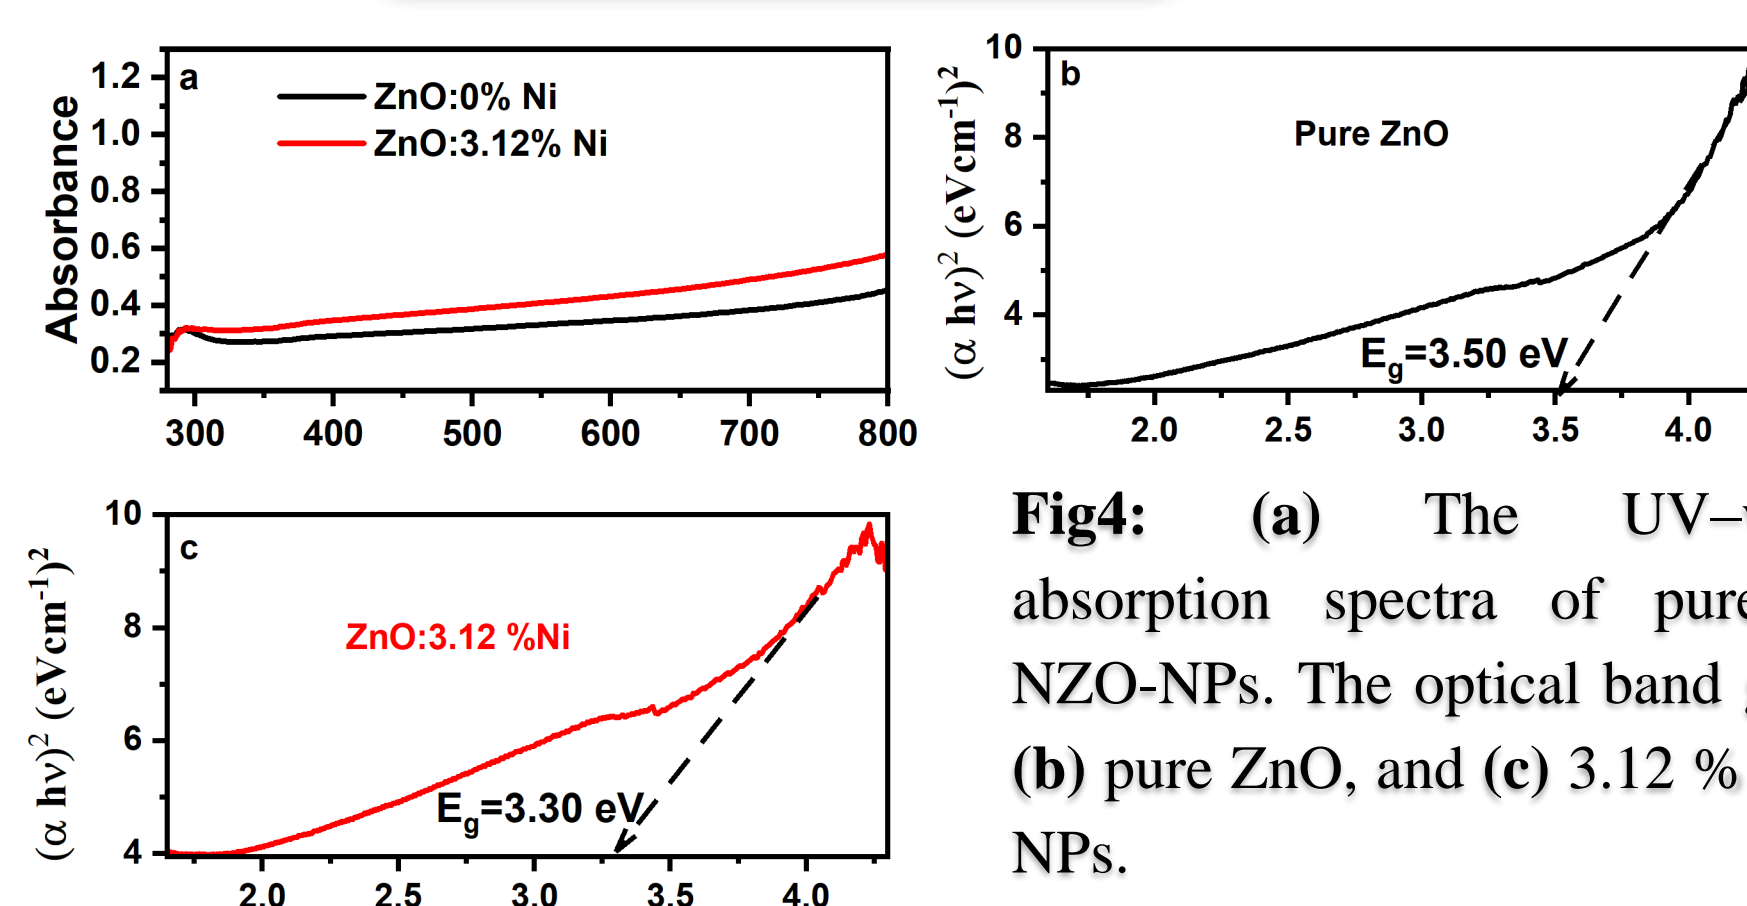 a
ZnO:0% Ni
ZnO:3.12% Ni
Absorbance
1.2
1.0
0.8
0.6
0.4
0.2
300 400 500 600 700 800
b
Pure ZnO
(α hν)² (eVcm⁻¹)²
10
8
6
4
Eg=3.50 eV
2.0 2.5 3.0 3.5 4.0
c
ZnO:3.12 %Ni
(α hν)² (eVcm⁻¹)²
10
8
6
4
Eg=3.30 eV
2.0 2.5 3.0 3.5 4.0
Fig4: (a) The UV–
absorption spectra of pure
NZO-NPs. The optical band
(b) pure ZnO, and (c) 3.12 %
NPs.